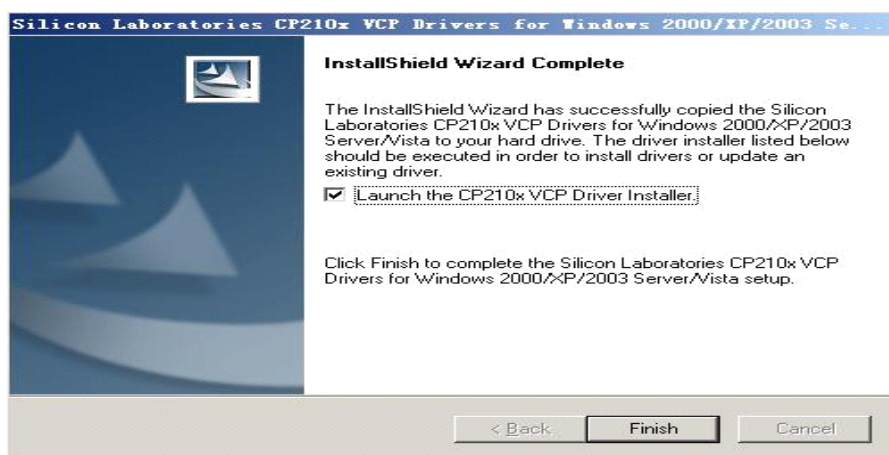 Silicon Laboratories CP210x VCP Drivers for Windows 2000/XP/2003 Se...
InstallShield Wizard Complete
The InstallShield Wizard has successfully copied the Silicon
Laboratories CP210x VCP Drivers for Windows 2000/XP/2003
Server/Vista to your hard drive. The driver installer listed below
should be executed in order to install drivers or update an
existing driver.
Launch the CP210x VCP Driver Installer.
Click Finish to complete the Silicon Laboratories CP210x VCP
Drivers for Windows 2000/XP/2003 Server/Vista setup.
< Back
Finish
Cancel